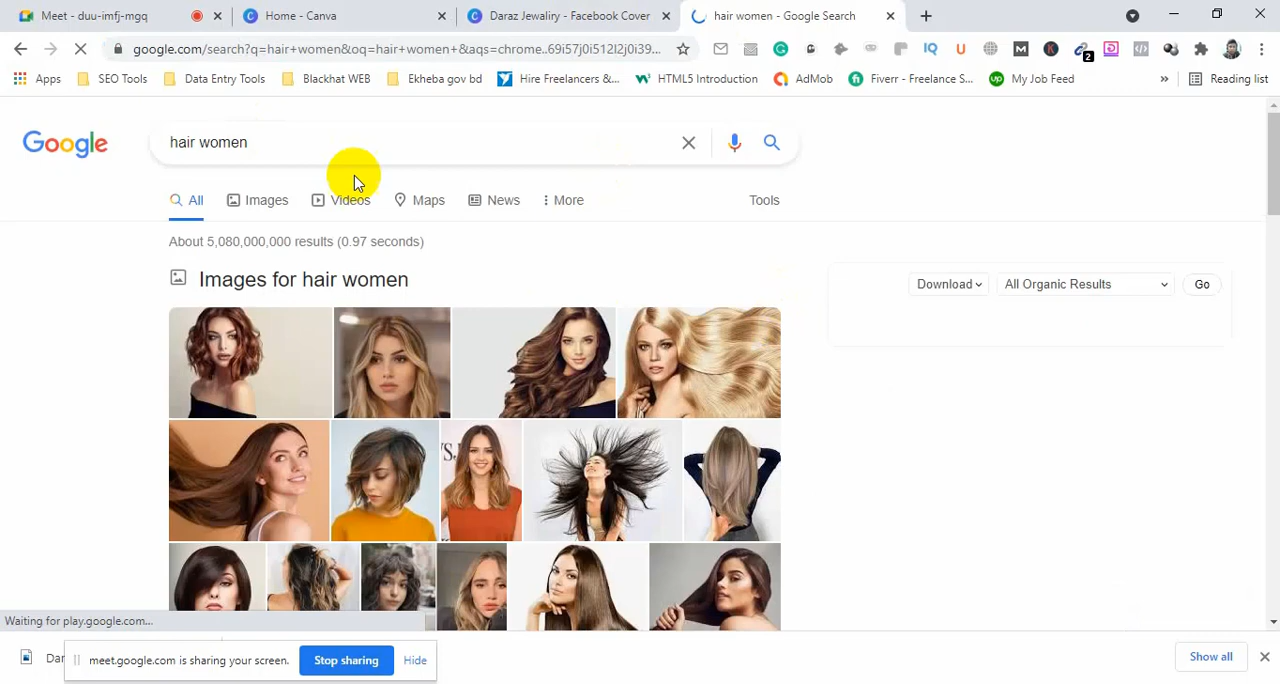 Meet - duu-imfj-mgq
Home - Canva
Daraz Jewaliry - Facebook Cover
hair women - Google Search
google.com/search?q=hair+women&oq=hair+women+&aqs=chrome..69i57j0i512l2j0i39...
2
Apps
SEO Tools
Data Entry Tools
Blackhat WEB
Ekheba gov bd
Hire Freelancers &...
HTML5 Introduction
AdMob
Fiverr - Freelance S...
My Job Feed
»
Reading list
Google
hair women
All
Images
Videos
Maps
News
More
Tools
About 5,080,000,000 results (0.97 seconds)
Images for hair women
Download
All Organic Results
Go
Waiting for play.google.com...
Dar
meet.google.com is sharing your screen.
Stop sharing
Hide
Show all